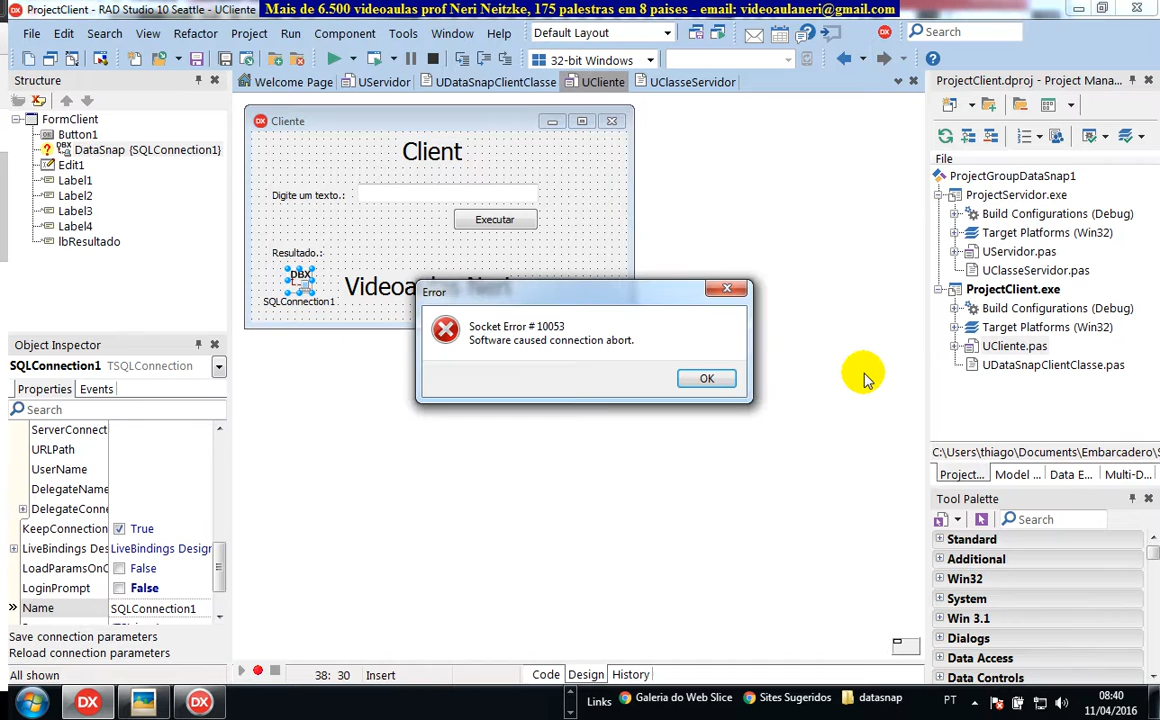 ProjectClient - RAD Studio 10 Seattle - UCliente
Mais de 6.500 videoaulas prof Neri Neitzke, 175 palestras em 8 paises - email: videoaulaneri@gmail.com
File Edit Search View Refactor Project Run Component Tools Window Help
Default Layout
Search
32-bit Windows
Structure
Welcome Page UServidor UDataSnapClientClasse UCliente UClasseServidor
ProjectClient.dproj - Project Mana...
FormClient
Button1
DataSnap {SQLConnection1}
Edit1
Label1
Label2
Label3
Label4
lbResultado
Cliente
Client
Digite um texto.:
Executar
Resultado.:
DBX
SQLConnection1
Error
Socket Error # 10053
Software caused connection abort.
OK
File
ProjectGroupDataSnap1
ProjectServidor.exe
Build Configurations (Debug)
Target Platforms (Win32)
UServidor.pas
UClasseServidor.pas
ProjectClient.exe
Build Configurations (Debug)
Target Platforms (Win32)
UCliente.pas
UDataSnapClientClasse.pas
C:\Users\thiago\Documents\Embarcadero\S
Project... Model ... Data E... Multi-D...
Tool Palette
Search
Standard
Additional
Win32
System
Win 3.1
Dialogs
Data Access
Data Controls
Object Inspector
SQLConnection1 TSQLConnection
Properties Events
Search
ServerConnect
URLPath
UserName
DelegateName
DelegateConne
KeepConnection True
LiveBindings Des LiveBindings Design
LoadParamsOnC False
LoginPrompt False
Name SQLConnection1
Save connection parameters
Reload connection parameters
All shown
38: 30 Insert
Code Design History
Links Galeria do Web Slice Sites Sugeridos datasnap
PT
08:40
11/04/2016